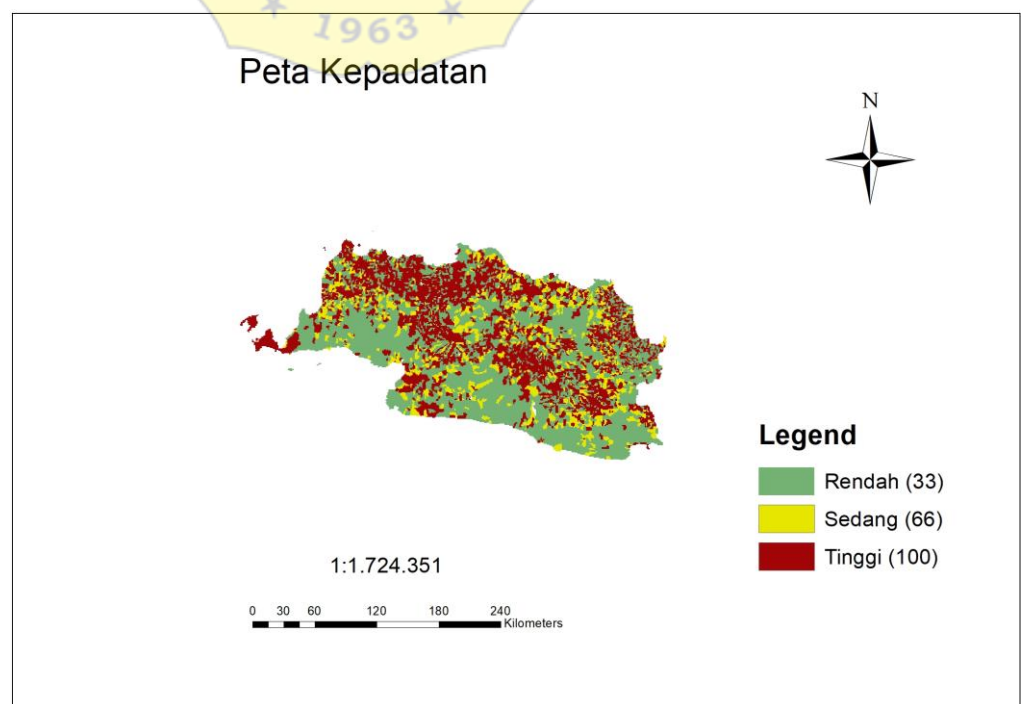 1963
Peta Kepadatan
N
Legend
Rendah (33)
Sedang (66)
Tinggi (100)
1:1.724.351
0 30 60 120 180 240
Kilometers